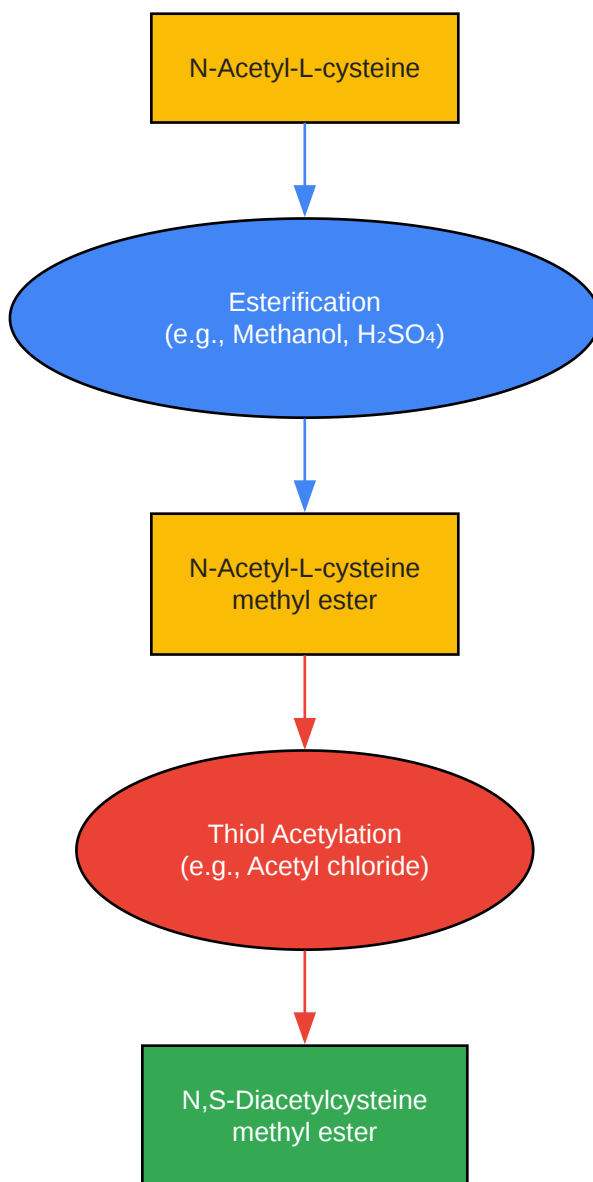 N-Acetyl-L-cysteine
Esterification
(e.g., Methanol, H₂SO₄)
N-Acetyl-L-cysteine
methyl ester
Thiol Acetylation
(e.g., Acetyl chloride)
N,S-Diacetylcysteine
methyl ester